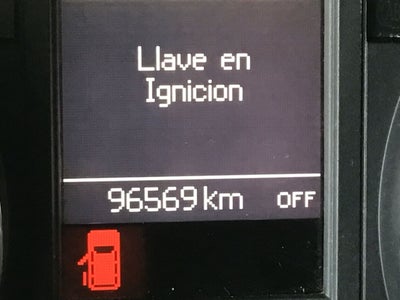 Llave en
Ignicion
96569 km OFF